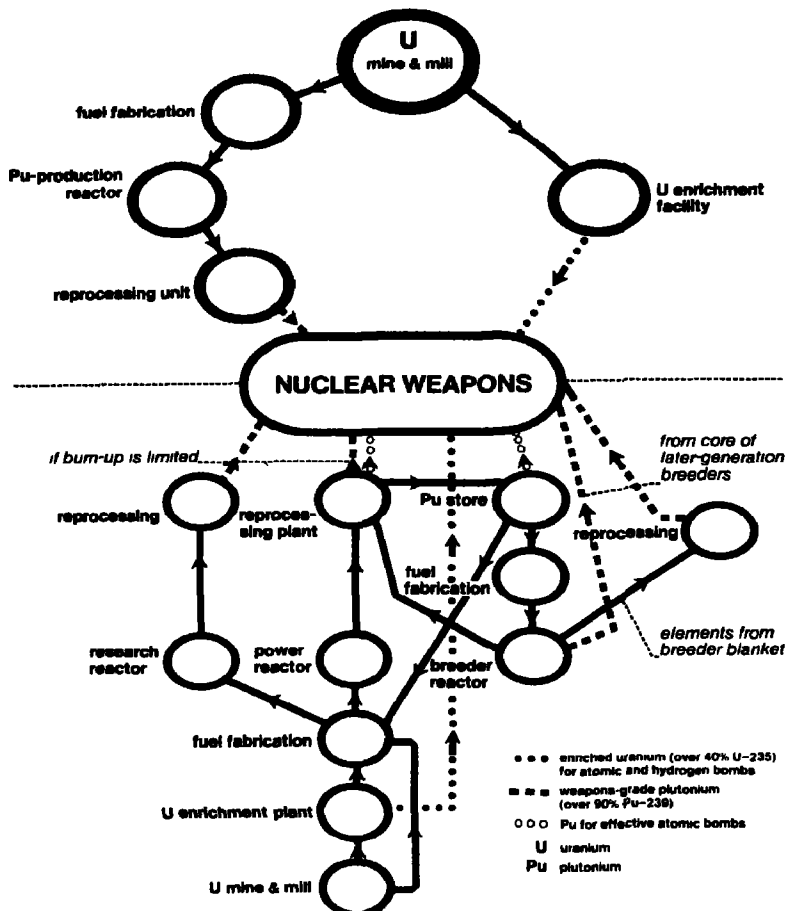 U
mine & mill
fuel fabrication
Pu-production
reactor
U enrichment
facility
reprocessing unit
NUCLEAR WEAPONS
if burn-up is limited
from core of
later-generation
breeders
reprocessing
reproces-
sing plant
Pu store
reprocessing
fuel
fabrication
research
reactor
power
reactor
breeder
reactor
elements from
breeder blanket
fuel fabrication
enriched uranium (over 40% U-235)
for atomic and hydrogen bombs
weapons-grade plutonium
(over 90% Pu-239)
U enrichment plant
Pu for effective atomic bombs
U uranium
Pu plutonium
U mine & mill